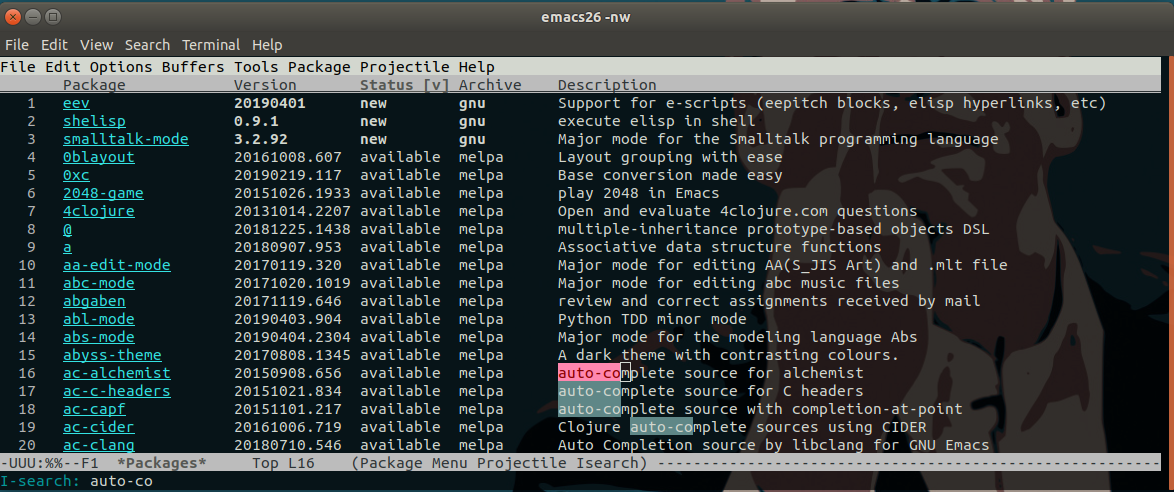 emacs26 -nw
File Edit View Search Terminal Help
File Edit Options Buffers Tools Package Projectile Help
Package Version Status [v] Archive Description
1 eev 20190401 new gnu Support for e-scripts (eepitch blocks, elisp hyperlinks, etc)
2 shelisp 0.9.1 new gnu execute elisp in shell
3 smalltalk-mode 3.2.92 new gnu Major mode for the Smalltalk programming language
4 0blayout 20161008.607 available melpa Layout grouping with ease
5 0xc 20190219.117 available melpa Base conversion made easy
6 2048-game 20151026.1933 available melpa play 2048 in Emacs
7 4clojure 20131014.2207 available melpa Open and evaluate 4clojure.com questions
8 @ 20181225.1438 available melpa multiple-inheritance prototype-based objects DSL
9 a 20180907.953 available melpa Associative data structure functions
10 aa-edit-mode 20170119.320 available melpa Major mode for editing AA(S_JIS Art) and .mlt file
11 abc-mode 20171020.1019 available melpa Major mode for editing abc music files
12 abgaben 20171119.646 available melpa review and correct assignments received by mail
13 abl-mode 20190403.904 available melpa Python TDD minor mode
14 abs-mode 20190404.2304 available melpa Major mode for the modeling language Abs
15 abyss-theme 20170808.1345 available melpa A dark theme with contrasting colours.
16 ac-alchemist 20150908.656 available melpa auto-complete source for alchemist
17 ac-c-headers 20151021.834 available melpa auto-complete source for C headers
18 ac-capf 20151101.217 available melpa auto-complete source with completion-at-point
19 ac-cider 20161006.719 available melpa Clojure auto-complete sources using CIDER
20 ac-clang 20180710.546 available melpa Auto Completion source by libclang for GNU Emacs
-UUU:%%--F1 *Packages* Top L16 (Package Menu Projectile Isearch) --------------------------------------------------------
I-search: auto-co